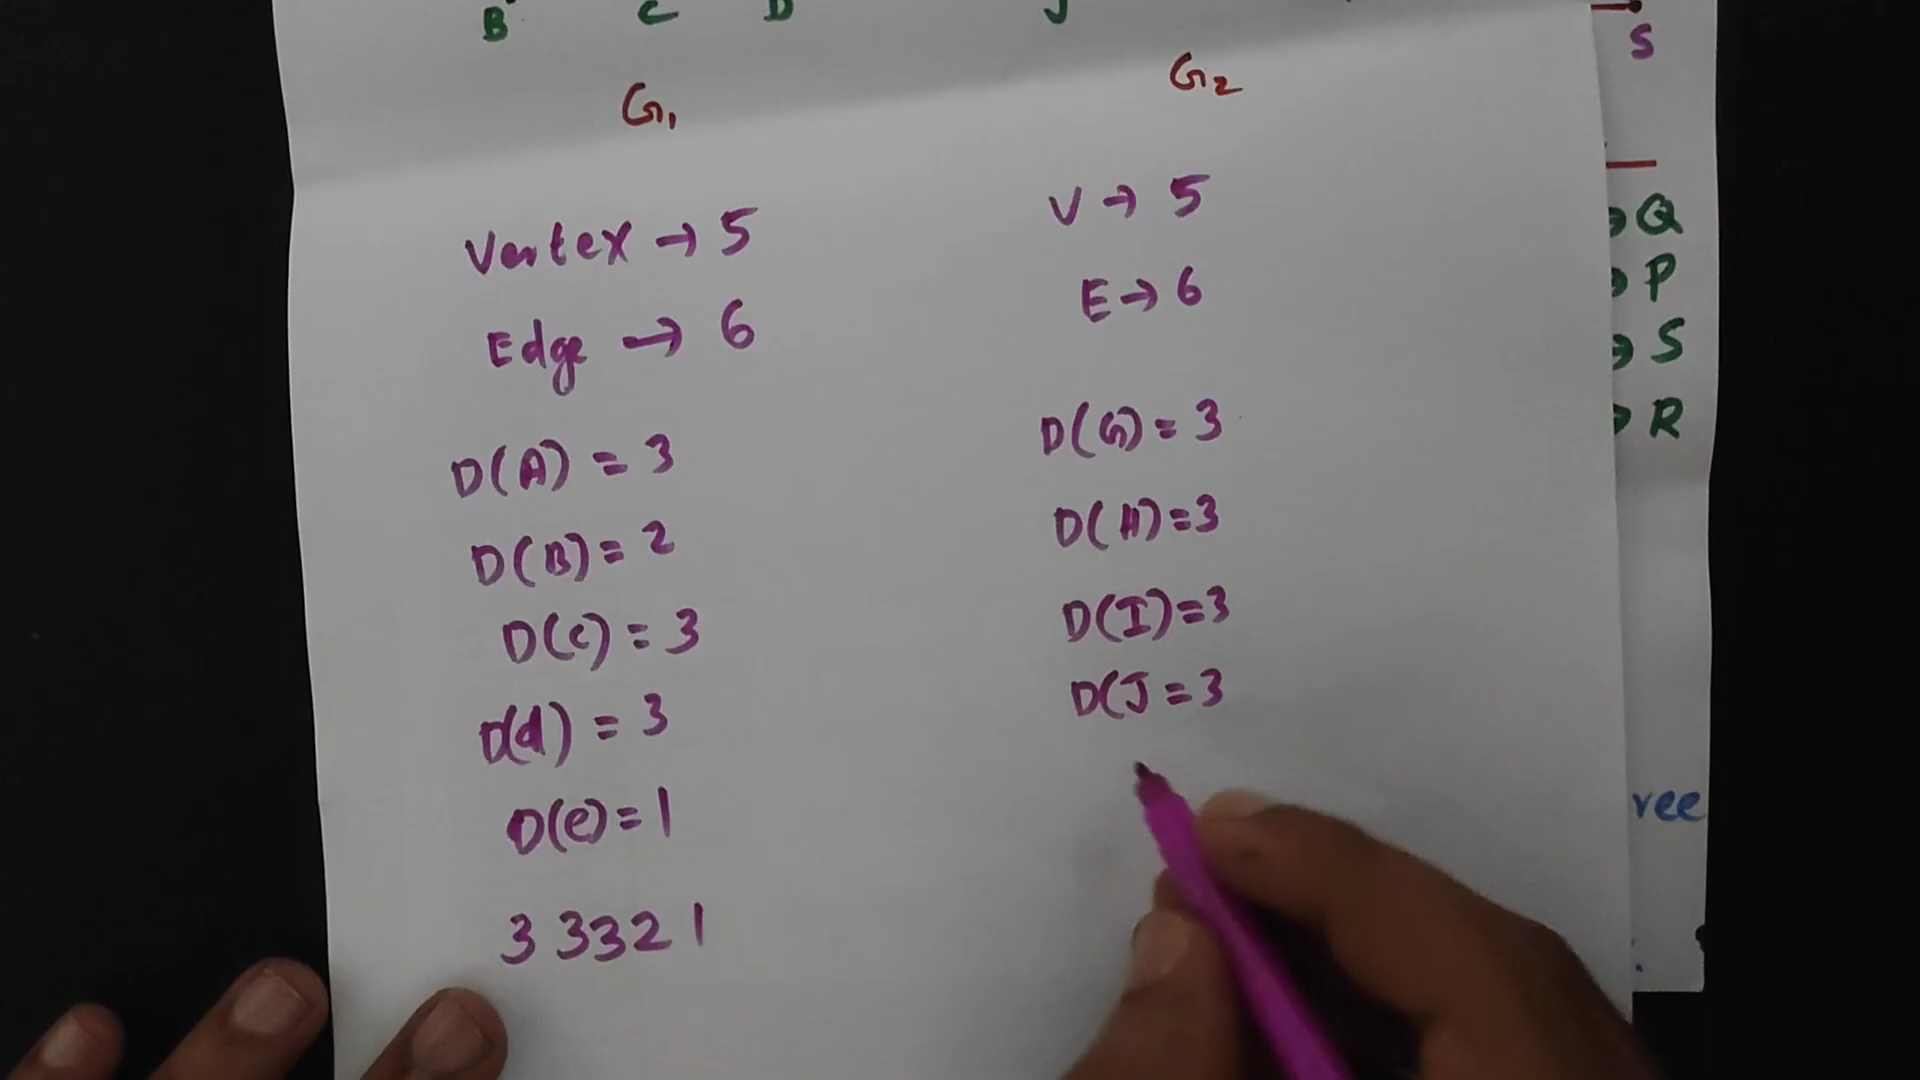 B C D J
S
G1 G2
Vertex → 5
Edge → 6
D(A) = 3
D(B) = 2
D(C) = 3
D(d) = 3
D(e) = 1
3 3 3 2 1
V → 5
E → 6
D(G) = 3
D(H) = 3
D(I) = 3
D(J = 3
→ Q
→ P
→ S
→ R
ree